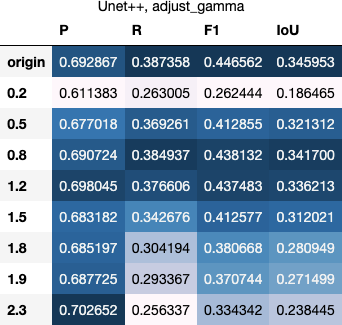 Unet++, adjust_gamma
P R F1 IoU
origin 0.692867 0.387358 0.446562 0.345953
0.2 0.611383 0.263005 0.262444 0.186465
0.5 0.677018 0.369261 0.412855 0.321312
0.8 0.690724 0.384937 0.438132 0.341700
1.2 0.698045 0.376606 0.437483 0.336213
1.5 0.683182 0.342676 0.412577 0.312021
1.8 0.685197 0.304194 0.380668 0.280949
1.9 0.687725 0.293367 0.370744 0.271499
2.3 0.702652 0.256337 0.334342 0.238445